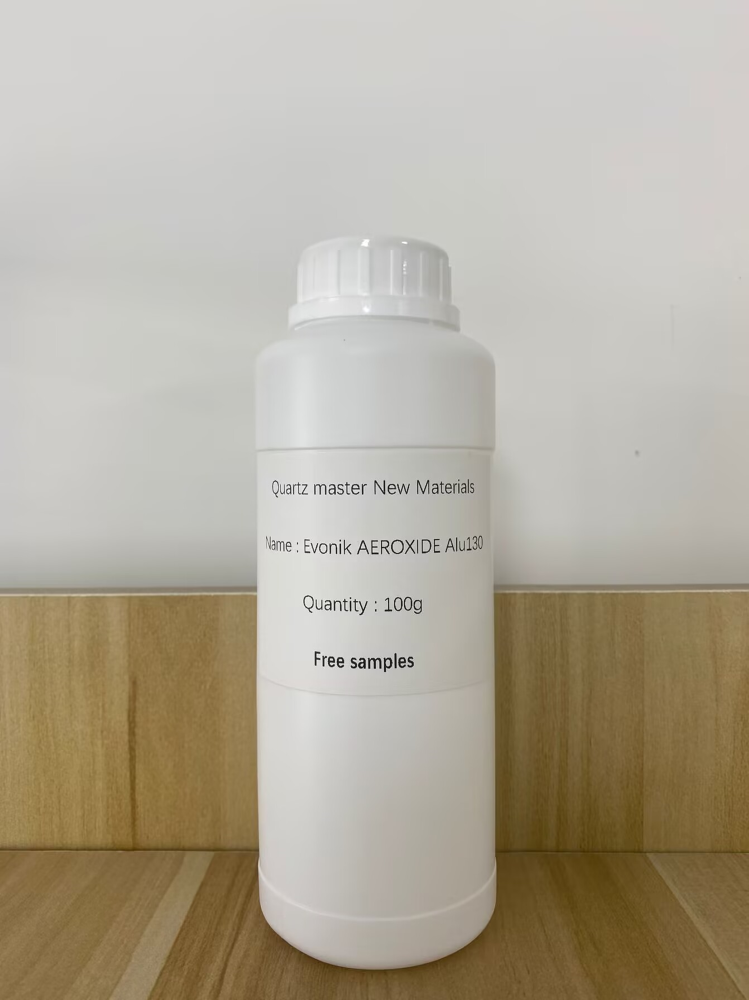 Quartz master New Materials
Name : Evonik AEROXIDE Alu130
Quantity : 100g
Free samples